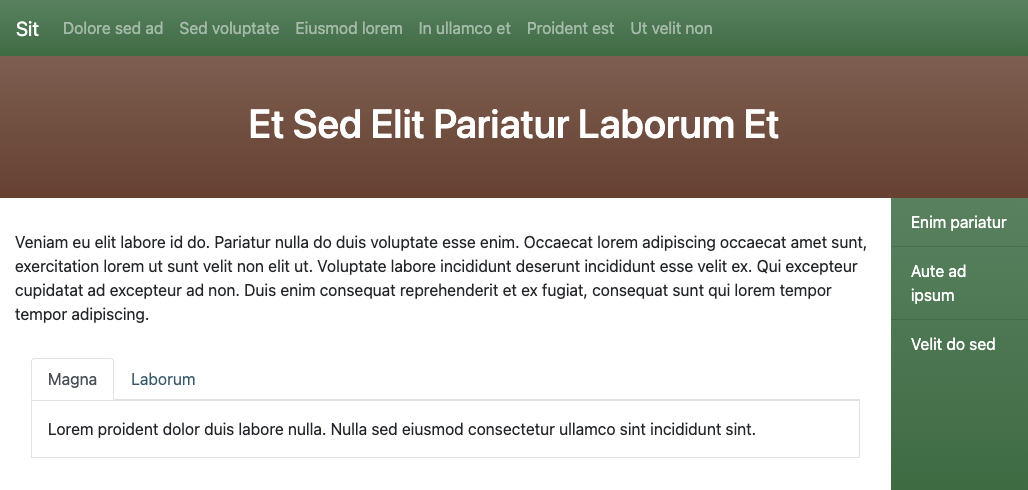 Sit Dolore sed ad Sed voluptate Eiusmod lorem In ullamco et Proident est Ut velit non
Et Sed Elit Pariatur Laborum Et
Veniam eu elit labore id do. Pariatur nulla do duis voluptate esse enim. Occaecat lorem adipiscing occaecat amet sunt,
exercitation lorem ut sunt velit non elit ut. Voluptate labore incididunt deserunt incididunt esse velit ex. Qui excepteur
cupidatat ad excepteur ad non. Duis enim consequat reprehenderit et ex fugiat, consequat sunt qui lorem tempor
tempor adipiscing.
Magna Laborum
Lorem proident dolor duis labore nulla. Nulla sed eiusmod consectetur ullamco sint incididunt sint.
Enim pariatur
Aute ad
ipsum
Velit do sed